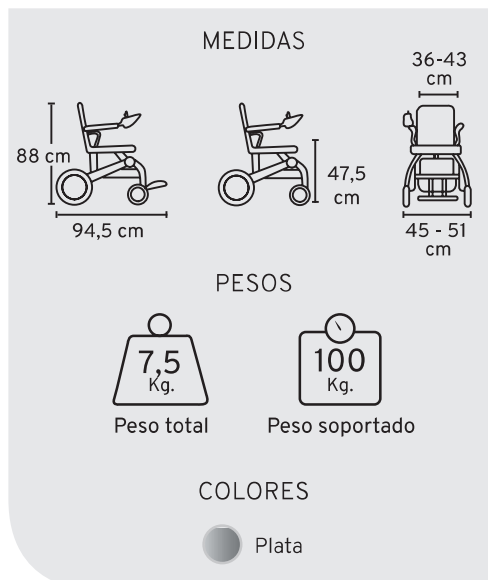 MEDIDAS
36-43
cm
88 cm
47,5
cm
94,5 cm
45 - 51
cm
PESOS
7,5
Kg.
100
Kg.
Peso total
Peso soportado
COLORES
Plata